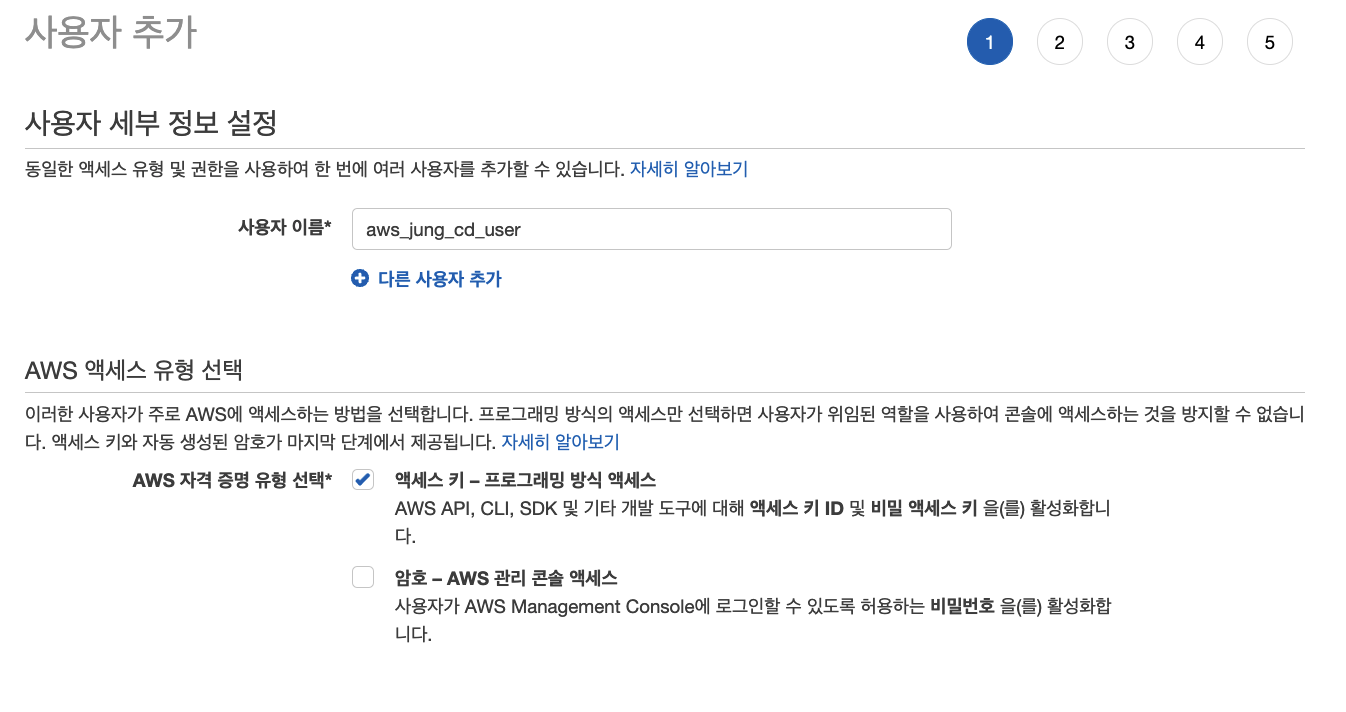 사용자 추가
1 2 3 4 5
사용자 세부 정보 설정
동일한 액세스 유형 및 권한을 사용하여 한 번에 여러 사용자를 추가할 수 있습니다. 자세히 알아보기
사용자 이름* aws_jung_cd_user
다른 사용자 추가
AWS 액세스 유형 선택
이러한 사용자가 주로 AWS에 액세스하는 방법을 선택합니다. 프로그래밍 방식의 액세스만 선택하면 사용자가 위임된 역할을 사용하여 콘솔에 액세스하는 것을 방지할 수 없습니
다. 액세스 키와 자동 생성된 암호가 마지막 단계에서 제공됩니다. 자세히 알아보기
AWS 자격 증명 유형 선택* 액세스 키 – 프로그래밍 방식 액세스
AWS API, CLI, SDK 및 기타 개발 도구에 대해 액세스 키 ID 및 비밀 액세스 키 을(를) 활성화합니
다.
암호 – AWS 관리 콘솔 액세스
사용자가 AWS Management Console에 로그인할 수 있도록 허용하는 비밀번호 을(를) 활성화합
니다.